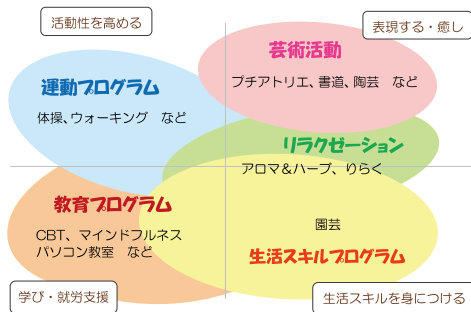 活動性を高める
表現する・癒し
芸術活動
プチアトリエ、書道、陶芸　など
運動プログラム
体操、ウォーキング　など
リラクゼーション
アロマ＆ハーブ、りらく
教育プログラム
CBT、マインドフルネス
パソコン教室　など
園芸
生活スキルプログラム
学び・就労支援
生活スキルを身につける